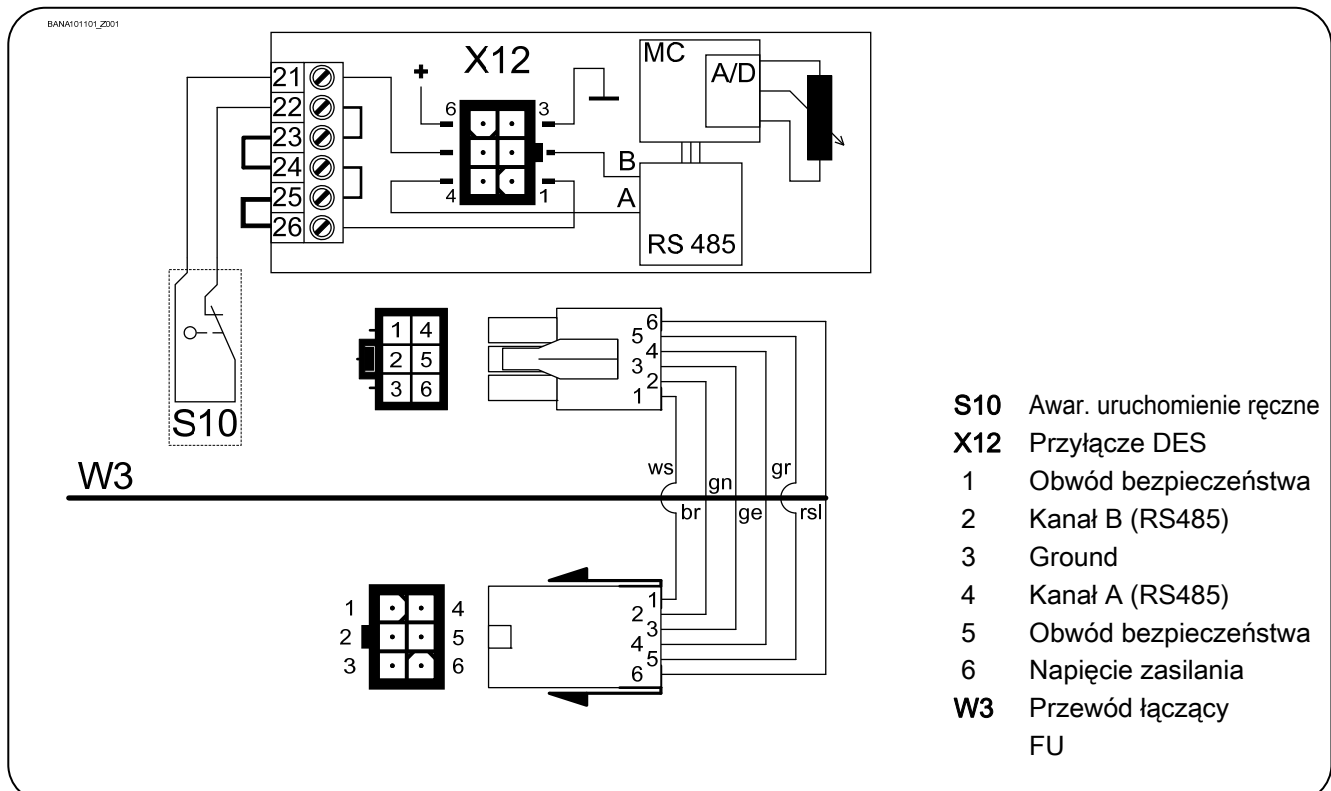 BANA101101_Z001
X12
MC
A/D
+
21
22
23
24
25
26
6
3
4
1
B
A
RS 485
S10
1 4
2 5
3 6
6
5
4
3
2
1
W3
ws
gn
gr
br
ge
rsl
1 4
2 5
3 6
1
2
3
4
5
6
S10 Awar. uruchomienie ręczne
X12 Przyłącze DES
1 Obwód bezpieczeństwa
2 Kanał B (RS485)
3 Ground
4 Kanał A (RS485)
5 Obwód bezpieczeństwa
6 Napięcie zasilania
W3 Przewód łączący
FU